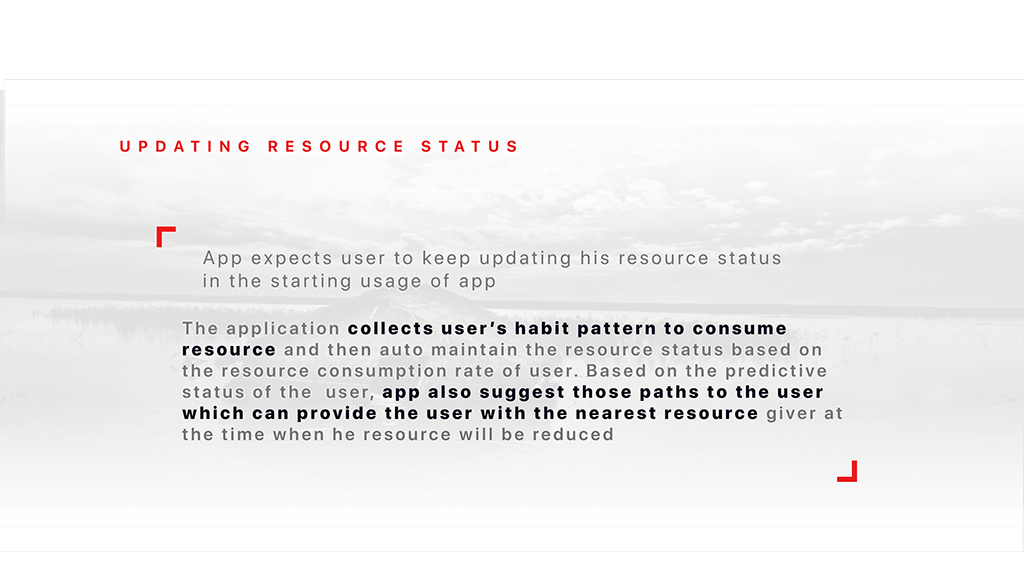 UPDATING RESOURCE STATUS
App expects user to keep updating his resource status
in the starting usage of app
The application collects user's habit pattern to consume
resource and then auto maintain the resource status based on
the resource consumption rate of user. Based on the predictive
status of the  user, app also suggest those paths to the user
which can provide the user with the nearest resource giver at
the time when he resource will be reduced